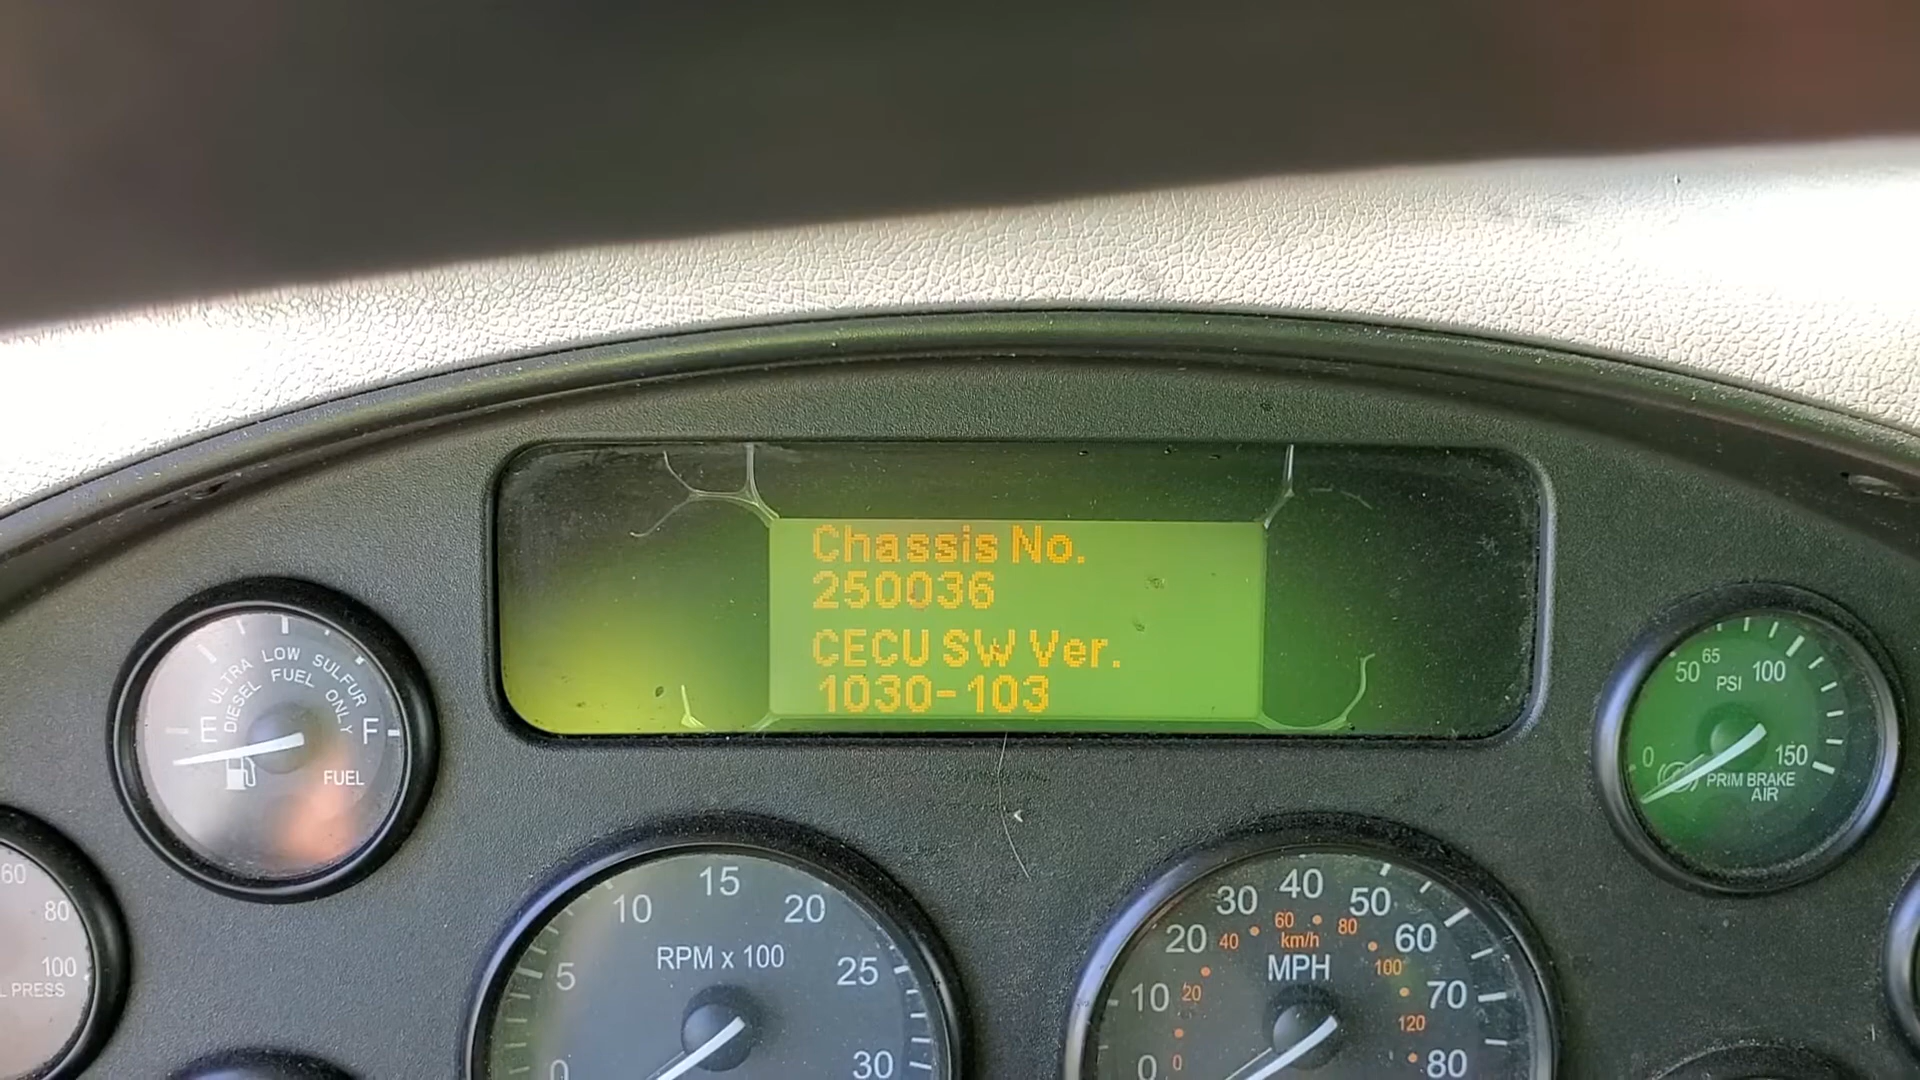 Chassis No.
250036
CECU SW Ver.
1030-103
ULTRA LOW SULFUR
DIESEL FUEL ONLY
E F
FUEL
50 65 100
PSI
0 150
PRIM BRAKE
AIR
60
80
100
L PRESS
15
10 20
RPM x 100
5 25
0 30
40
30 50
20 60
60 80
40 km/h
MPH 100
10 20 70
120
0 0 80